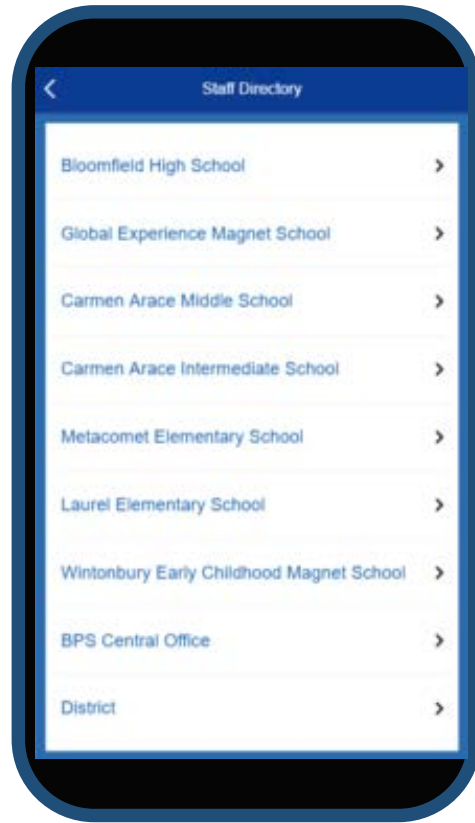 Staff Directory
Bloomfield High School
Global Experience Magnet School
Carmen Arace Middle School
Carmen Arace Intermediate School
Metacomet Elementary School
Laurel Elementary School
Wintonbury Early Childhood Magnet School
BPS Central Office
District